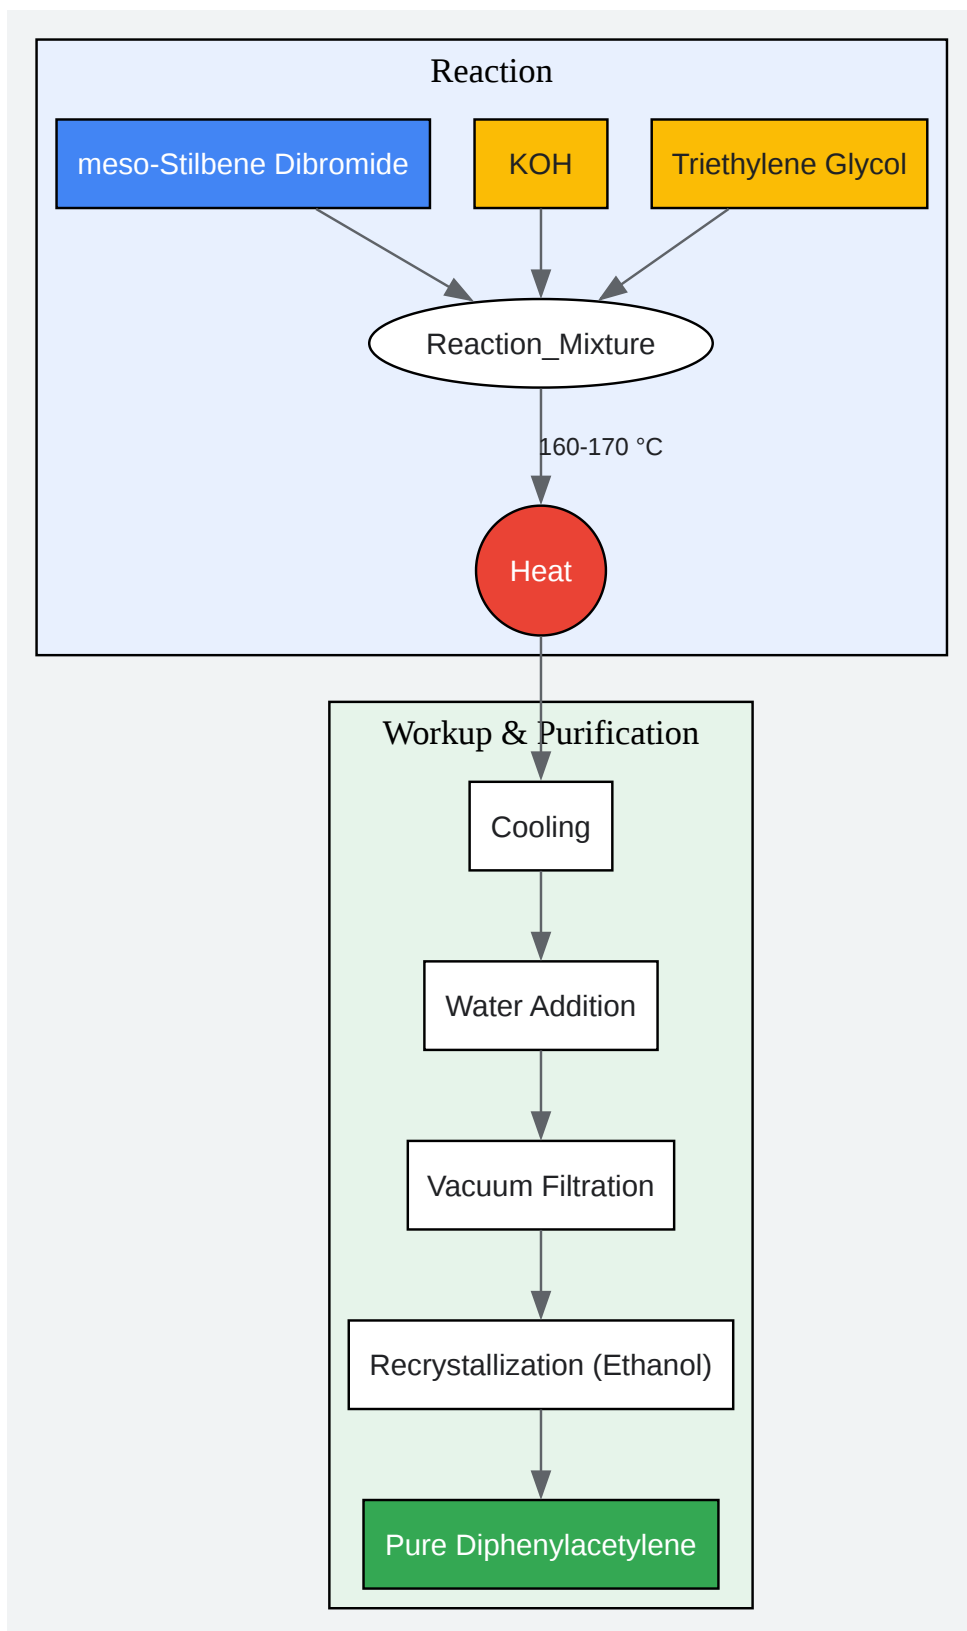 Reaction
meso-Stilbene Dibromide
KOH
Triethylene Glycol
Reaction_Mixture
160-170 °C
Heat
Workup & Purification
Cooling
Water Addition
Vacuum Filtration
Recrystallization (Ethanol)
Pure Diphenylacetylene